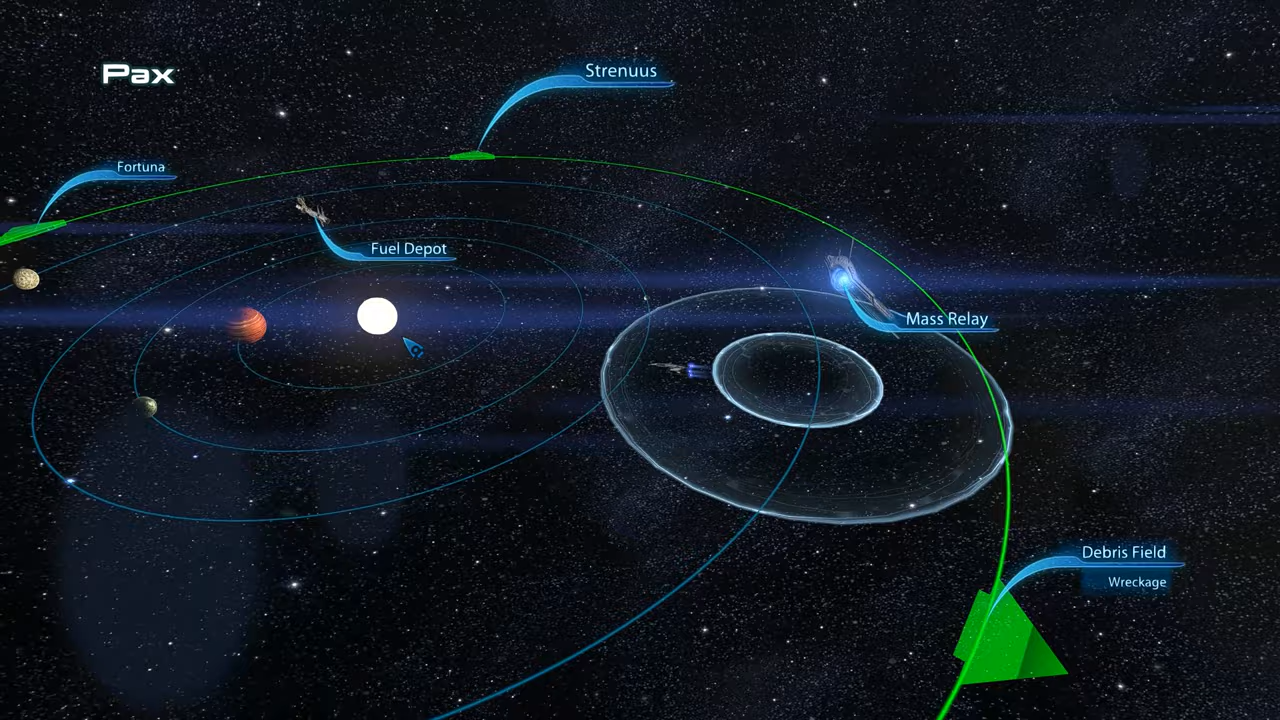 Pax
Strenuus
Fortuna
Fuel Depot
Mass Relay
Debris Field
Wreckage